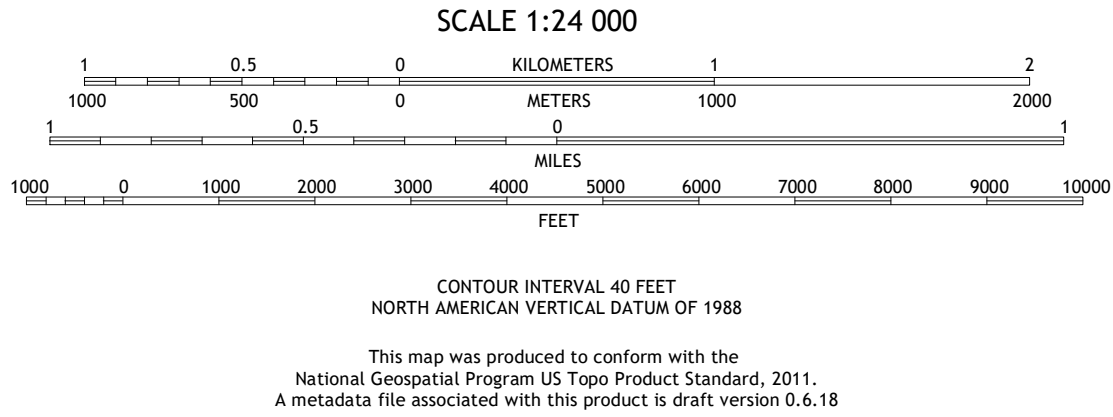 SCALE 1:24 000
1 0.5 0 KILOMETERS 1 2
1000 500 0 METERS 1000 2000
1 0.5 0 1
MILES
1000 0 1000 2000 3000 4000 5000 6000 7000 8000 9000 10000
FEET
CONTOUR INTERVAL 40 FEET
NORTH AMERICAN VERTICAL DATUM OF 1988
This map was produced to conform with the
National Geospatial Program US Topo Product Standard, 2011.
A metadata file associated with this product is draft version 0.6.18